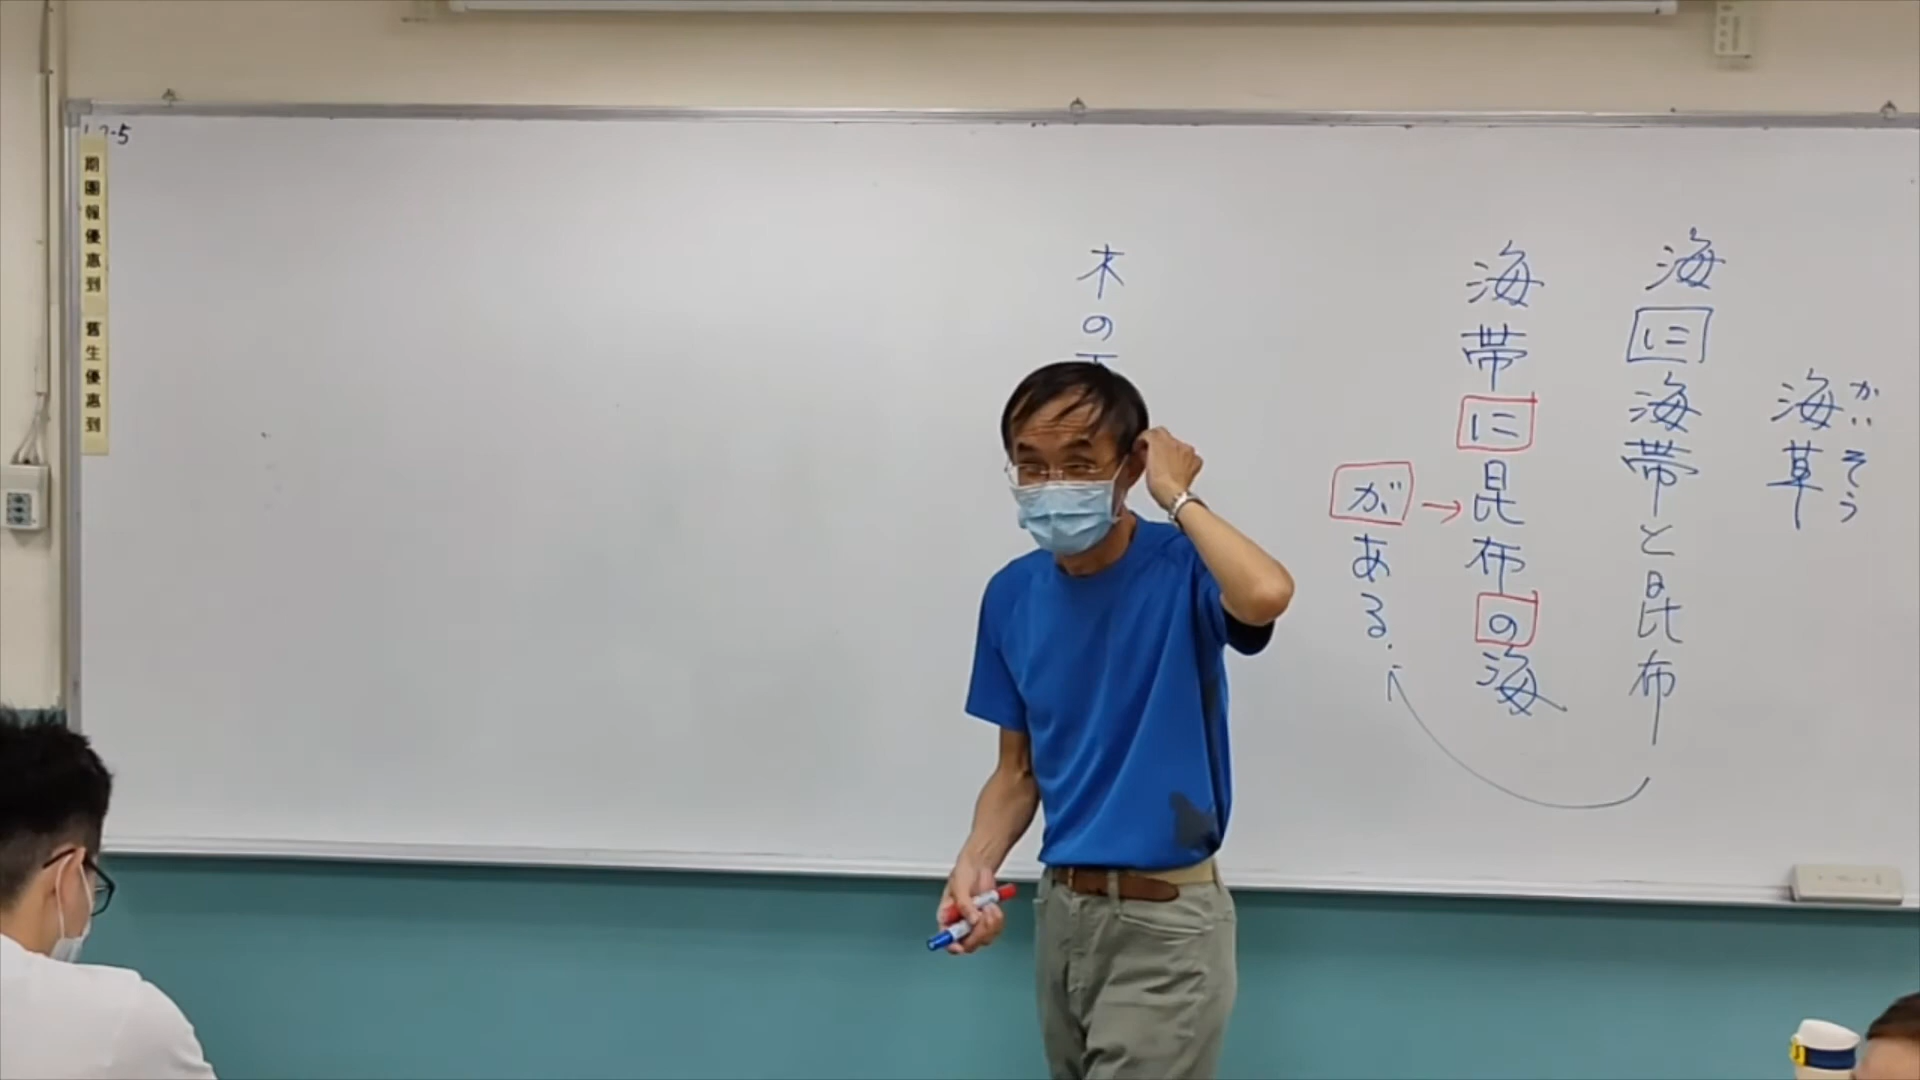 海草
かいそう
海に海帯と昆布
海帯に昆布の海
がある.
木の
期團報優惠到
舊生優惠到